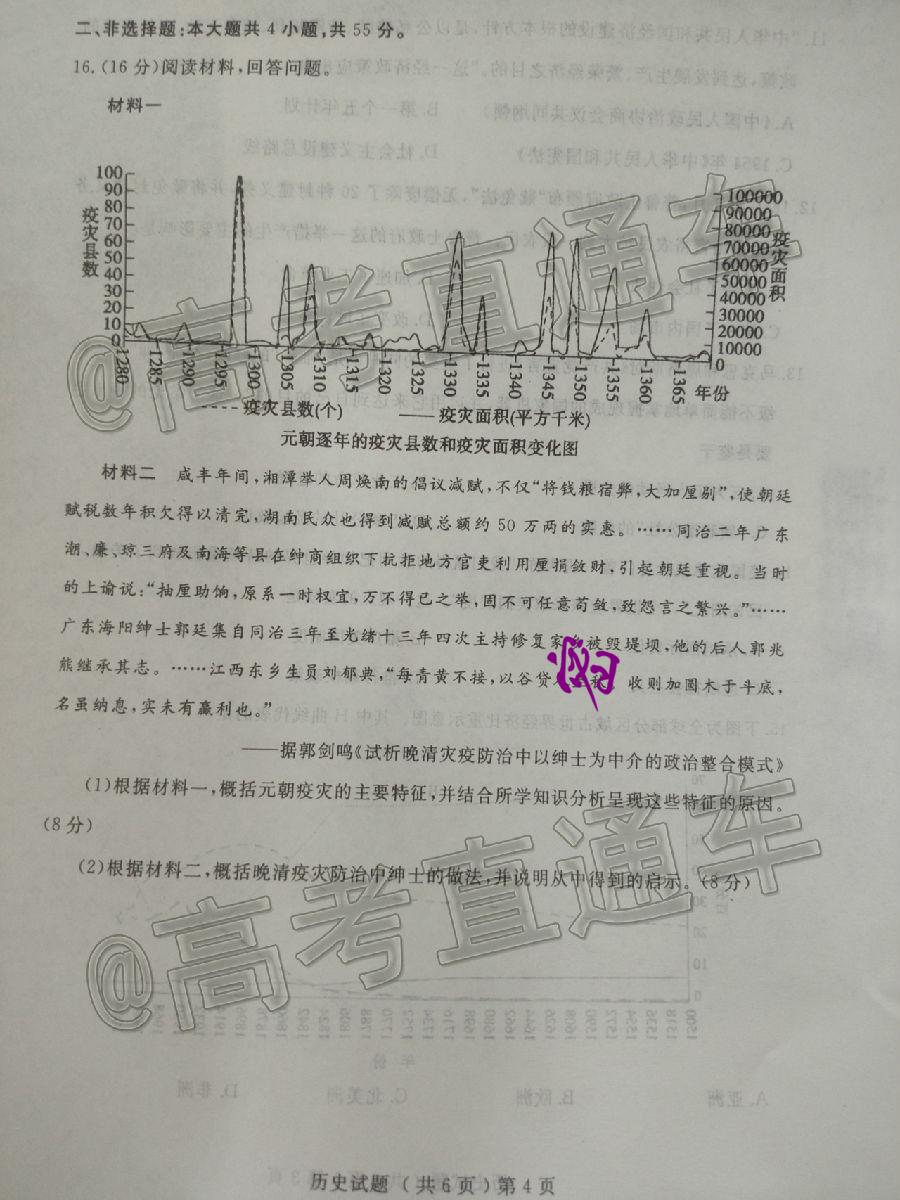 二、非选择题:本大题共4小题,共55分。
16.(16分)阅读材料,回答问题。
材料一
100
90
80
70
60
50
40
30
20
10
0
疫灾县数
100000
90000
80000
70000
60000
50000
40000
30000
20000
10000
0
疫灾面积
1280
1285
1290
1295
1300
1305
1310
1315
1320
1325
1330
1335
1340
1345
1350
1355
1360
1365
年份
疫灾县数(个)
疫灾面积(平方千米)
元朝逐年的疫灾县数和疫灾面积变化图
材料二 咸丰年间,湘潭举人周焕南的倡议减赋,不仅“将钱粮宿弊,大加厘剔”,使朝廷
赋税数年积欠得以清完,湖南民众也得到减赋总额约50万两的实惠。……同治二年广东
潮、廉、琼三府及南海等县在绅商组织下抗拒地方官吏利用厘捐敛财,引起朝廷重视。当时
的上谕说:“抽厘助饷,原系一时权宜,万不得已之举,固不可任意苟敛,致怨言之繁兴。”……
广东海阳绅士郭廷集自同治三年至光绪十三年四次主持修复家乡被毁堤坝,他的后人郭兆
熊继承其志。……江西东乡生员刘郁典,“每青黄不接,以谷贷 收则加圆木于斗底,
名虽纳息,实未有赢利也。”
——据郭剑鸣《试析晚清灾疫防治中以绅士为中介的政治整合模式》
(1)根据材料一,概括元朝疫灾的主要特征,并结合所学知识分析呈现这些特征的原因。
(8分)
(2)根据材料二,概括晚清疫灾防治中绅士的做法,并说明从中得到的启示。(8分)
@高考直通车
@高考直通车
历史试题 (共6页)第4页